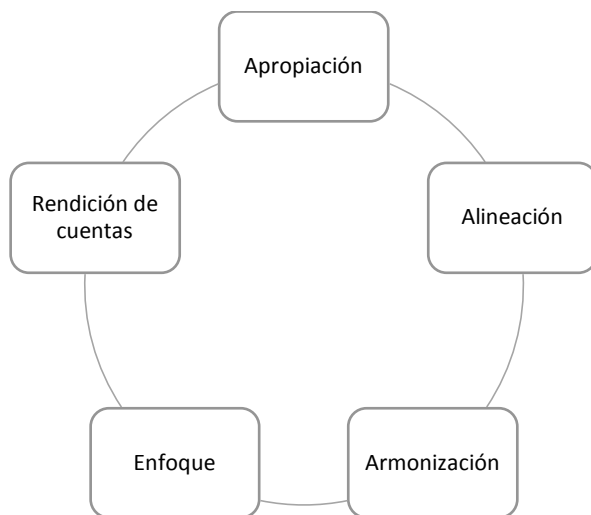 Apropiación
Alineación
Armonización
Enfoque
Rendición de
cuentas